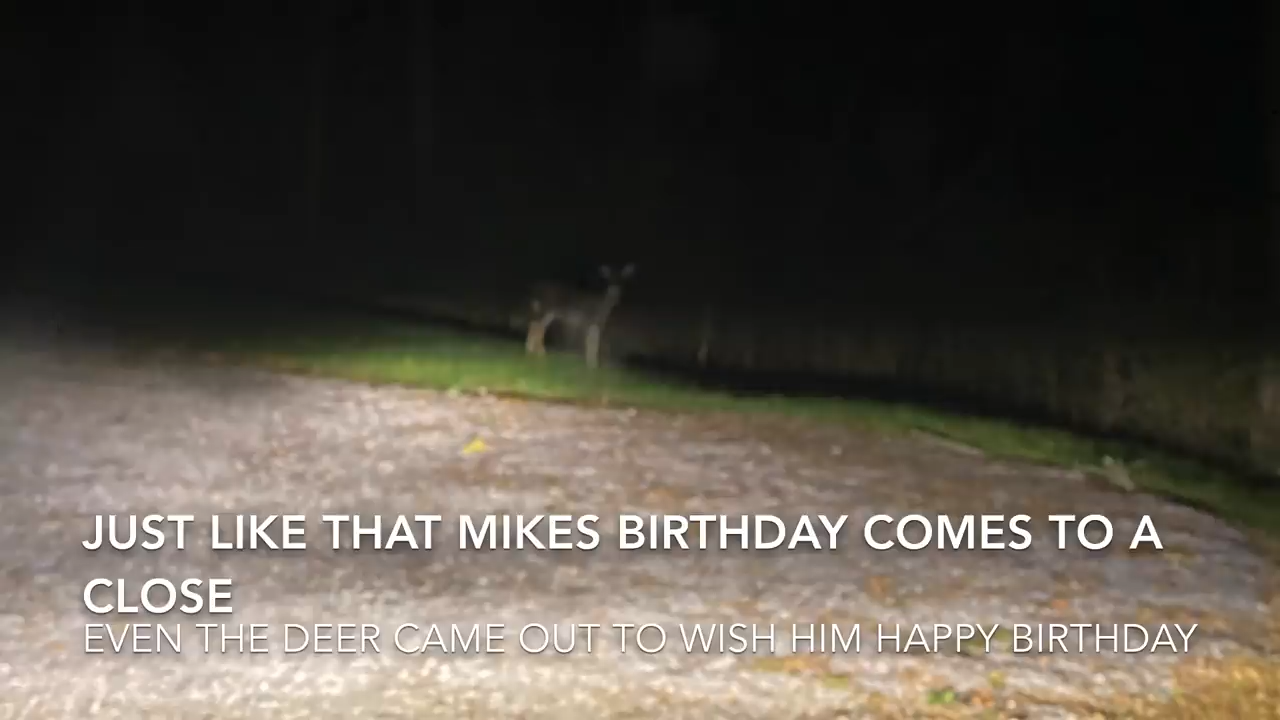 JUST LIKE THAT MIKES BIRTHDAY COMES TO A
CLOSE
EVEN THE DEER CAME OUT TO WISH HIM HAPPY BIRTHDAY